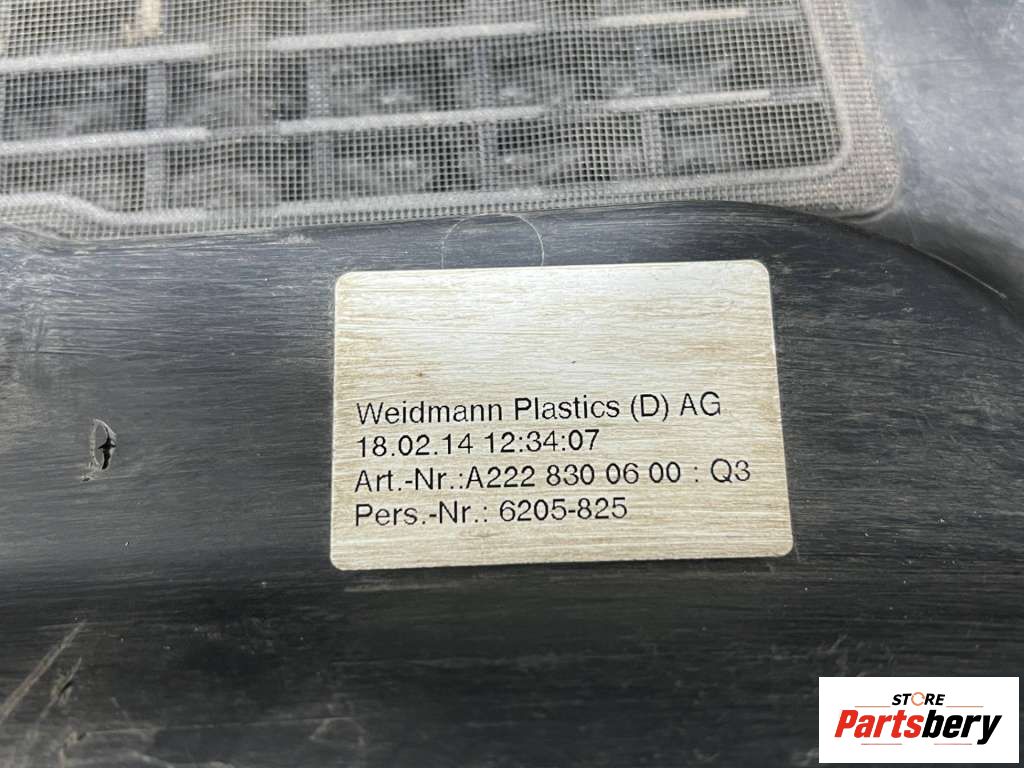 Weidmann Plastics (D) AG
18.02.14 12:34:07
Art.-Nr.:A222 830 06 00 : Q3
Pers.-Nr.: 6205-825
STORE
Partsbery